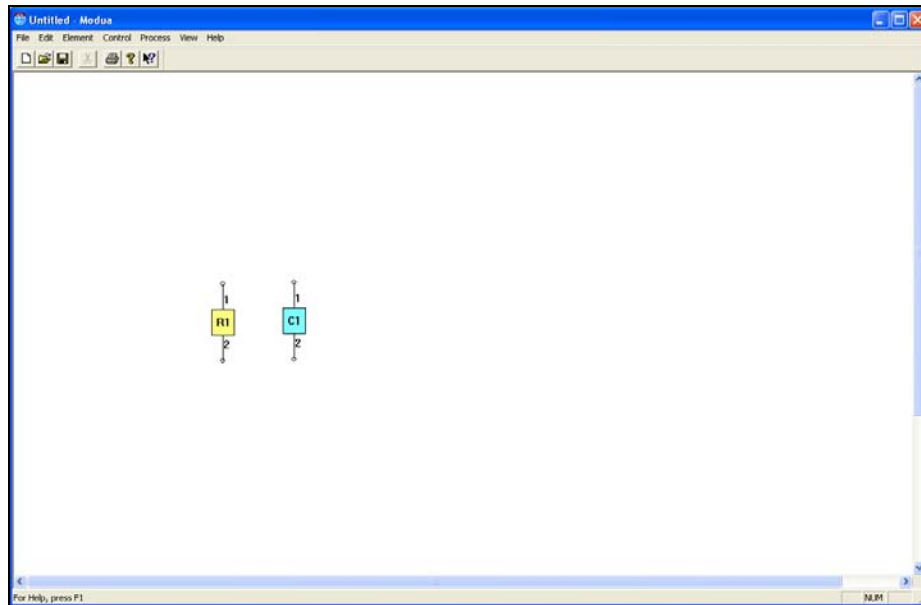 Untitled - Modua
File Edit Element Control Process View Help
1 1
R1 C1
2 2
For Help, press F1 NUM